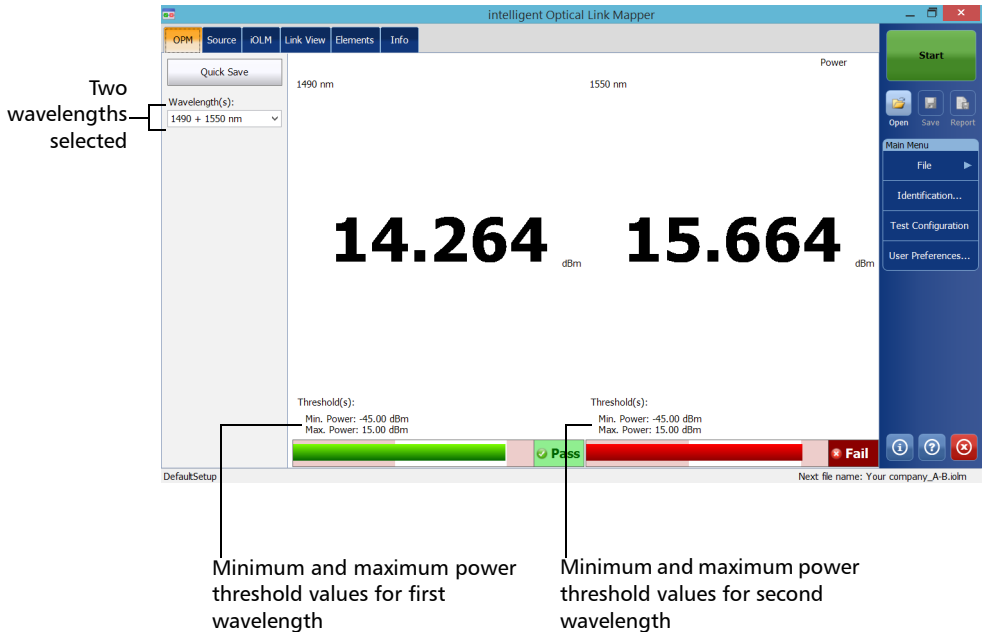 intelligent Optical Link Mapper
OPM Source iOLM Link View Elements Info
Start
Quick Save
Power
1490 nm
1550 nm
Two
wavelengths
selected
Wavelength(s):
1490 + 1550 nm
Open Save Report
Main Menu
File
Identification...
Test Configuration
User Preferences...
14.264 dBm
15.664 dBm
Threshold(s):
Min. Power: -45.00 dBm
Max. Power: 15.00 dBm
Pass
Threshold(s):
Min. Power: -45.00 dBm
Max. Power: 15.00 dBm
Fail
DefaultSetup
Next file name: Your company_A-B.iolm
Minimum and maximum power
threshold values for first
wavelength
Minimum and maximum power
threshold values for second
wavelength